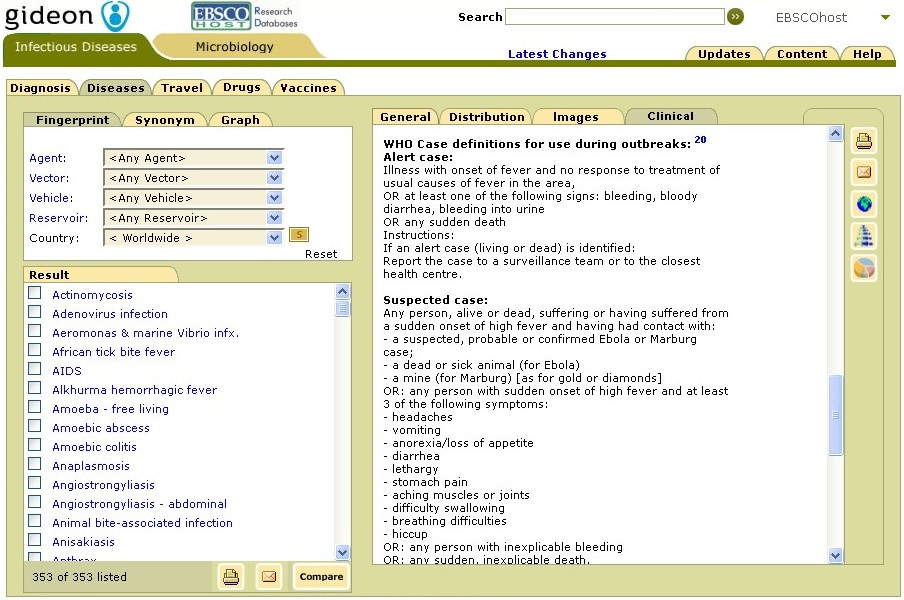 gideon
EBSCO HOST Research Databases
Search
EBSCOhost
Infectious Diseases
Microbiology
Latest Changes
Updates
Content
Help
Diagnosis
Diseases
Travel
Drugs
Vaccines
Fingerprint
Synonym
Graph
Agent: <Any Agent>
Vector: <Any Vector>
Vehicle: <Any Vehicle>
Reservoir: <Any Reservoir>
Country: < Worldwide > S
Reset
Result
Actinomycosis
Adenovirus infection
Aeromonas & marine Vibrio infx.
African tick bite fever
AIDS
Alkhurma hemorrhagic fever
Amoeba - free living
Amoebic abscess
Amoebic colitis
Anaplasmosis
Angiostrongyliasis
Angiostrongyliasis - abdominal
Animal bite-associated infection
Anisakiasis
Anthrax
353 of 353 listed
Compare
General
Distribution
Images
Clinical
WHO Case definitions for use during outbreaks: 20
Alert case:
Illness with onset of fever and no response to treatment of
usual causes of fever in the area,
OR at least one of the following signs: bleeding, bloody
diarrhea, bleeding into urine
OR any sudden death
Instructions:
If an alert case (living or dead) is identified:
Report the case to a surveillance team or to the closest
health centre.
Suspected case:
Any person, alive or dead, suffering or having suffered from
a sudden onset of high fever and having had contact with:
- a suspected, probable or confirmed Ebola or Marburg
case;
- a dead or sick animal (for Ebola)
- a mine (for Marburg) [as for gold or diamonds]
OR: any person with sudden onset of high fever and at least
3 of the following symptoms:
- headaches
- vomiting
- anorexia/loss of appetite
- diarrhea
- lethargy
- stomach pain
- aching muscles or joints
- difficulty swallowing
- breathing difficulties
- hiccup
OR: any person with inexplicable bleeding
OR: any sudden, inexplicable death.